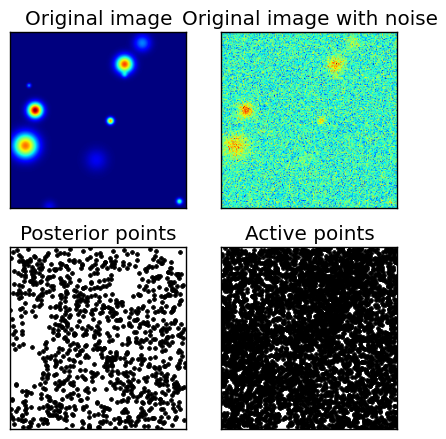 Original image
Original image with noise
Posterior points
Active points